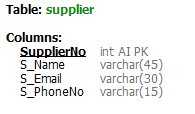 Table: supplier
Columns:
SupplierNo int AI PK
S_Name varchar(45)
S_Email varchar(30)
S_PhoneNo varchar(15)